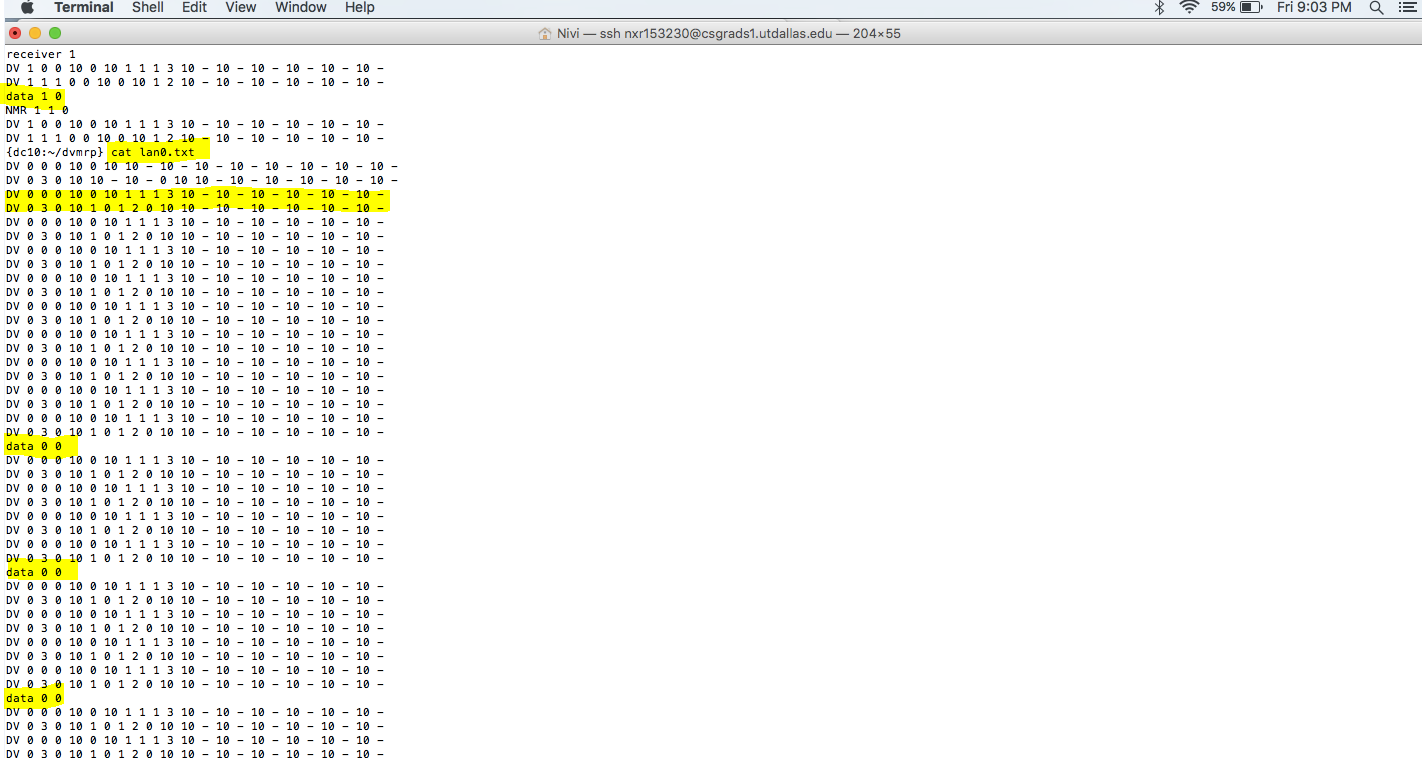 Terminal Shell Edit View Window Help 59% Fri 9:03 PM
Nivi — ssh nxr153230@csgrads1.utdallas.edu — 204×55
receiver 1
DV 1 0 0 10 0 10 1 1 1 3 10 - 10 - 10 - 10 - 10 - 10 -
DV 1 1 1 0 0 10 0 10 1 2 10 - 10 - 10 - 10 - 10 - 10 -
data 1 0
NMR 1 1 0
DV 1 0 0 10 0 10 1 1 1 3 10 - 10 - 10 - 10 - 10 - 10 -
DV 1 1 1 0 0 10 0 10 1 2 10 - 10 - 10 - 10 - 10 - 10 -
{dc10:~/dvmrp} cat lan0.txt
DV 0 0 0 10 0 10 10 - 10 - 10 - 10 - 10 - 10 - 10 - 10 -
DV 0 3 0 10 10 - 10 - 0 10 10 - 10 - 10 - 10 - 10 - 10 -
DV 0 0 0 10 0 10 1 1 1 3 10 - 10 - 10 - 10 - 10 - 10 -
DV 0 3 0 10 1 0 1 2 0 10 10 - 10 - 10 - 10 - 10 - 10 -
DV 0 0 0 10 0 10 1 1 1 3 10 - 10 - 10 - 10 - 10 - 10 -
DV 0 3 0 10 1 0 1 2 0 10 10 - 10 - 10 - 10 - 10 - 10 -
DV 0 0 0 10 0 10 1 1 1 3 10 - 10 - 10 - 10 - 10 - 10 -
DV 0 3 0 10 1 0 1 2 0 10 10 - 10 - 10 - 10 - 10 - 10 -
DV 0 0 0 10 0 10 1 1 1 3 10 - 10 - 10 - 10 - 10 - 10 -
DV 0 3 0 10 1 0 1 2 0 10 10 - 10 - 10 - 10 - 10 - 10 -
DV 0 0 0 10 0 10 1 1 1 3 10 - 10 - 10 - 10 - 10 - 10 -
DV 0 3 0 10 1 0 1 2 0 10 10 - 10 - 10 - 10 - 10 - 10 -
DV 0 0 0 10 0 10 1 1 1 3 10 - 10 - 10 - 10 - 10 - 10 -
DV 0 3 0 10 1 0 1 2 0 10 10 - 10 - 10 - 10 - 10 - 10 -
DV 0 0 0 10 0 10 1 1 1 3 10 - 10 - 10 - 10 - 10 - 10 -
DV 0 3 0 10 1 0 1 2 0 10 10 - 10 - 10 - 10 - 10 - 10 -
DV 0 0 0 10 0 10 1 1 1 3 10 - 10 - 10 - 10 - 10 - 10 -
DV 0 3 0 10 1 0 1 2 0 10 10 - 10 - 10 - 10 - 10 - 10 -
DV 0 0 0 10 0 10 1 1 1 3 10 - 10 - 10 - 10 - 10 - 10 -
DV 0 3 0 10 1 0 1 2 0 10 10 - 10 - 10 - 10 - 10 - 10 -
data 0 0
DV 0 0 0 10 0 10 1 1 1 3 10 - 10 - 10 - 10 - 10 - 10 -
DV 0 3 0 10 1 0 1 2 0 10 10 - 10 - 10 - 10 - 10 - 10 -
DV 0 0 0 10 0 10 1 1 1 3 10 - 10 - 10 - 10 - 10 - 10 -
DV 0 3 0 10 1 0 1 2 0 10 10 - 10 - 10 - 10 - 10 - 10 -
DV 0 0 0 10 0 10 1 1 1 3 10 - 10 - 10 - 10 - 10 - 10 -
DV 0 3 0 10 1 0 1 2 0 10 10 - 10 - 10 - 10 - 10 - 10 -
DV 0 0 0 10 0 10 1 1 1 3 10 - 10 - 10 - 10 - 10 - 10 -
DV 0 3 0 10 1 0 1 2 0 10 10 - 10 - 10 - 10 - 10 - 10 -
data 0 0
DV 0 0 0 10 0 10 1 1 1 3 10 - 10 - 10 - 10 - 10 - 10 -
DV 0 3 0 10 1 0 1 2 0 10 10 - 10 - 10 - 10 - 10 - 10 -
DV 0 0 0 10 0 10 1 1 1 3 10 - 10 - 10 - 10 - 10 - 10 -
DV 0 3 0 10 1 0 1 2 0 10 10 - 10 - 10 - 10 - 10 - 10 -
DV 0 0 0 10 0 10 1 1 1 3 10 - 10 - 10 - 10 - 10 - 10 -
DV 0 3 0 10 1 0 1 2 0 10 10 - 10 - 10 - 10 - 10 - 10 -
DV 0 0 0 10 0 10 1 1 1 3 10 - 10 - 10 - 10 - 10 - 10 -
DV 0 3 0 10 1 0 1 2 0 10 10 - 10 - 10 - 10 - 10 - 10 -
data 0 0
DV 0 0 0 10 0 10 1 1 1 3 10 - 10 - 10 - 10 - 10 - 10 -
DV 0 3 0 10 1 0 1 2 0 10 10 - 10 - 10 - 10 - 10 - 10 -
DV 0 0 0 10 0 10 1 1 1 3 10 - 10 - 10 - 10 - 10 - 10 -
DV 0 3 0 10 1 0 1 2 0 10 10 - 10 - 10 - 10 - 10 - 10 -